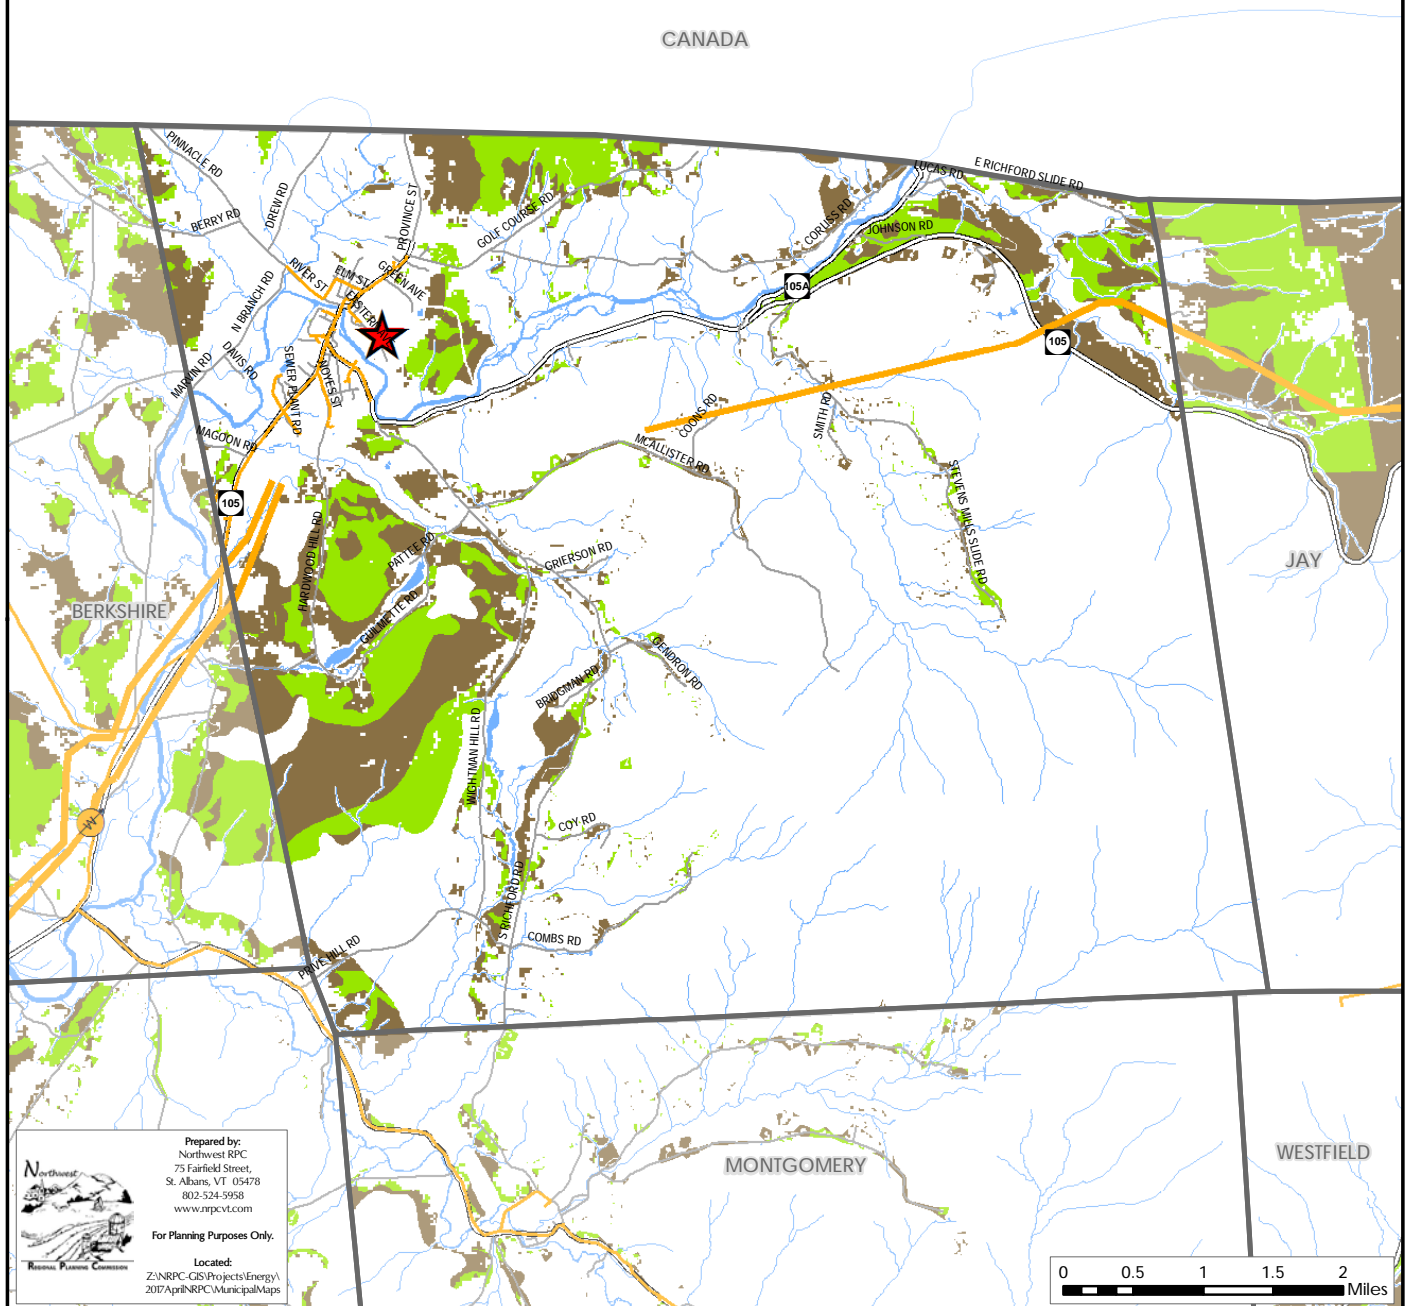 CANADA
PINNACLE RD
E RICHFORD SLIDE RD
LUCAS RD
DREW RD
BERRY RD
PROVINCE ST
GOLF COURSE RD
CORLISS RD
JOHNSON RD
RIVER ST
ELM ST
GREEN AVE
EASTERN
105A
N BRANCH RD
105
DAVIS RD
MARVIN RD
SEWER PLANT RD
NOYES ST
COONS RD
SMITH RD
MAGOON RD
MCALLISTER RD
105
STEVENS MILLS SLIDE RD
HARDWOOD HILL RD
PATTEE RD
GRIERSON RD
JAY
BERKSHIRE
GUILMETTE RD
GENDRON RD
BRIDGMAN RD
WIGHTMAN HILL RD
W
COY RD
S RICHFORD RD
COMBS RD
PRIVE HILL RD
MONTGOMERY
WESTFIELD
Northwest
REGIONAL PLANNING COMMISSION
Prepared by:
Northwest RPC
75 Fairfield Street,
St. Albans, VT 05478
802-524-5958
www.nrpcvt.com
For Planning Purposes Only.
Located:
Z:\NRPC-GIS\Projects\Energy\
2017AprilNRPC\MunicipalMaps
0 0.5 1 1.5 2
Miles